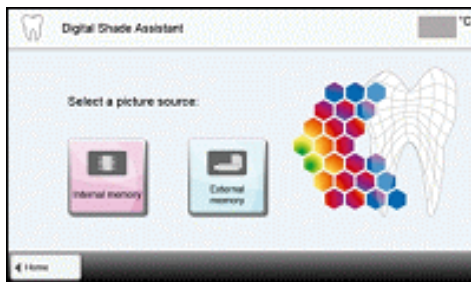 Digital Shade Assistant
°C
Select a picture source:
Internal memory
External
memory
Home